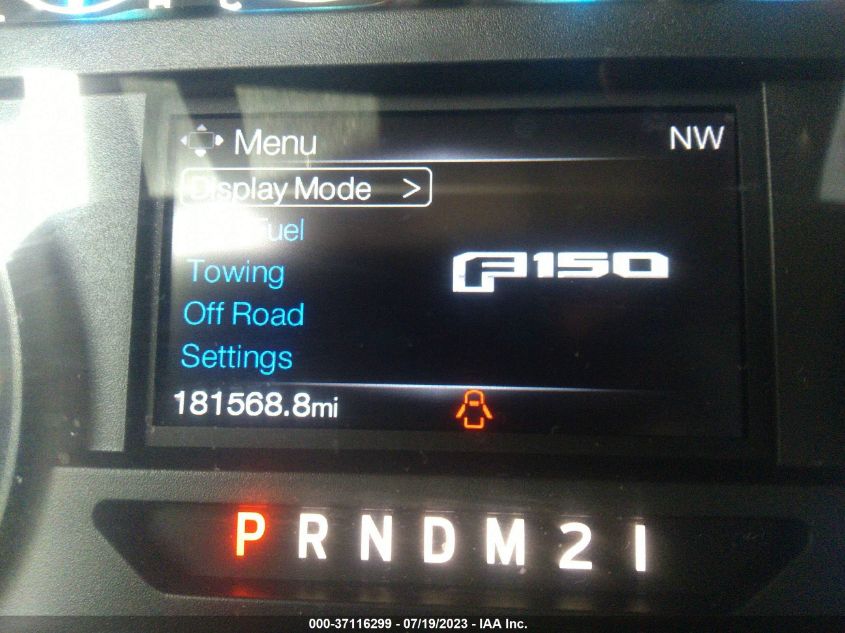 Menu
NW
Display Mode >
Fuel
Towing
F150
Off Road
Settings
181568.8mi
P R N D M 2 1
000-37116299 - 07/19/2023 - IAA Inc.